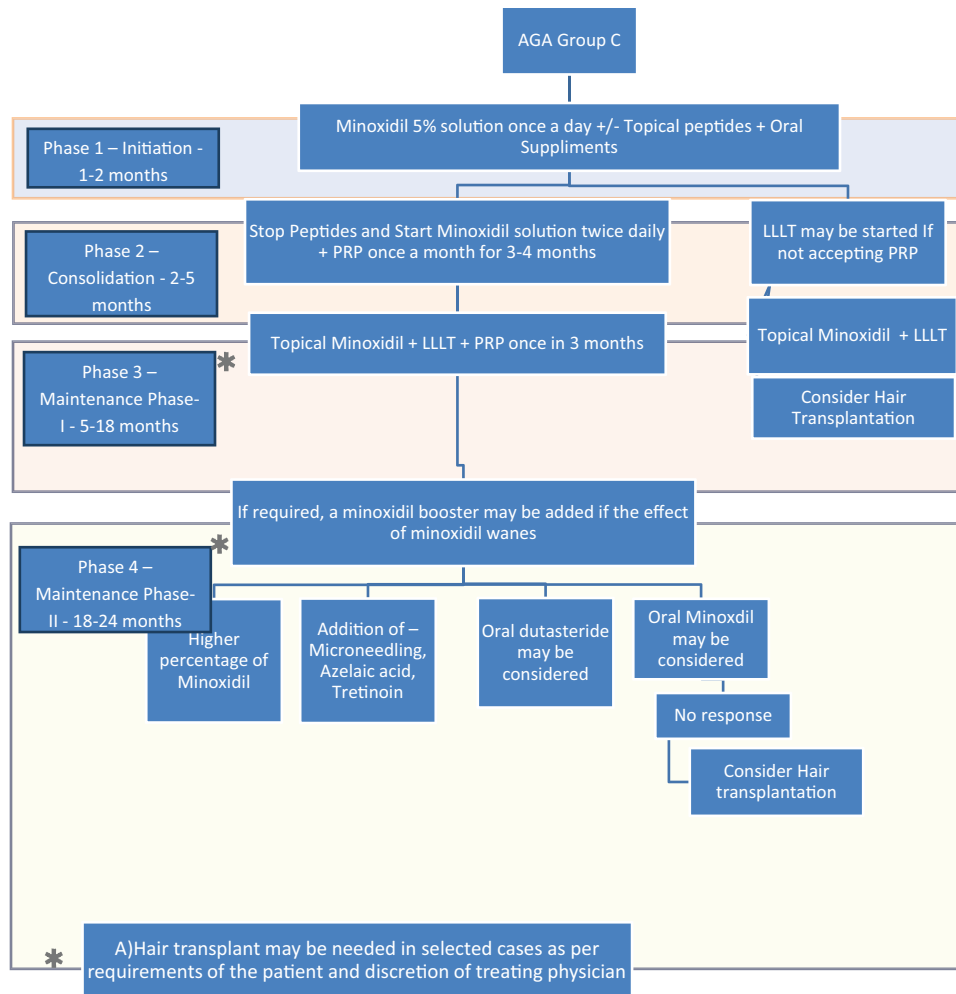 AGA Group C
Minoxidil 5% solution once a day +/- Topical peptides + Oral
Suppliments
Phase 1 – Initiation -
1-2 months
Stop Peptides and Start Minoxidil solution twice daily
+ PRP once a month for 3-4 months
LLLT may be started If
not accepting PRP
Phase 2 –
Consolidation - 2-5
months
Topical Minoxidil + LLLT + PRP once in 3 months
Topical Minoxidil + LLLT
Phase 3 –
Maintenance Phase-
I - 5-18 months
*
Consider Hair
Transplantation
If required, a minoxidil booster may be added if the effect
of minoxidil wanes
*
Phase 4 –
Maintenance Phase-
II - 18-24 months
Higher
percentage of
Minoxidil
Addition of –
Microneedling,
Azelaic acid,
Tretinoin
Oral dutasteride
may be
considered
Oral Minoxdil
may be
considered
No response
Consider Hair
transplantation
*
A)Hair transplant may be needed in selected cases as per
requirements of the patient and discretion of treating physician